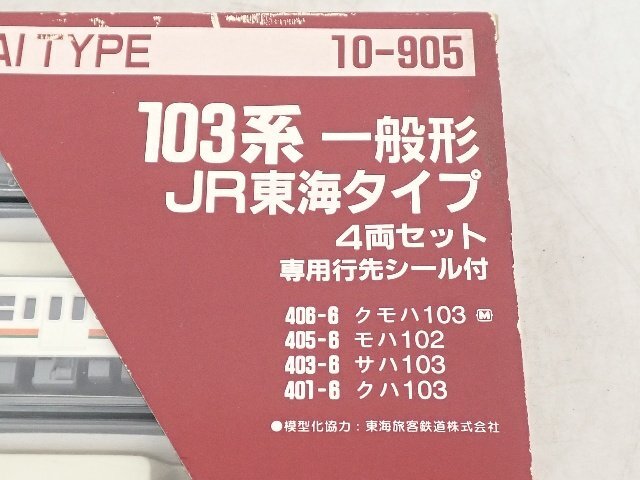 AI TYPE 10-905
103系 一般形
JR東海タイプ
4両セット
専用行先シール付
406-6 クモハ103 M
405-6 モハ102
403-6 サハ103
401-6 クハ103
●模型化協力：東海旅客鉄道株式会社